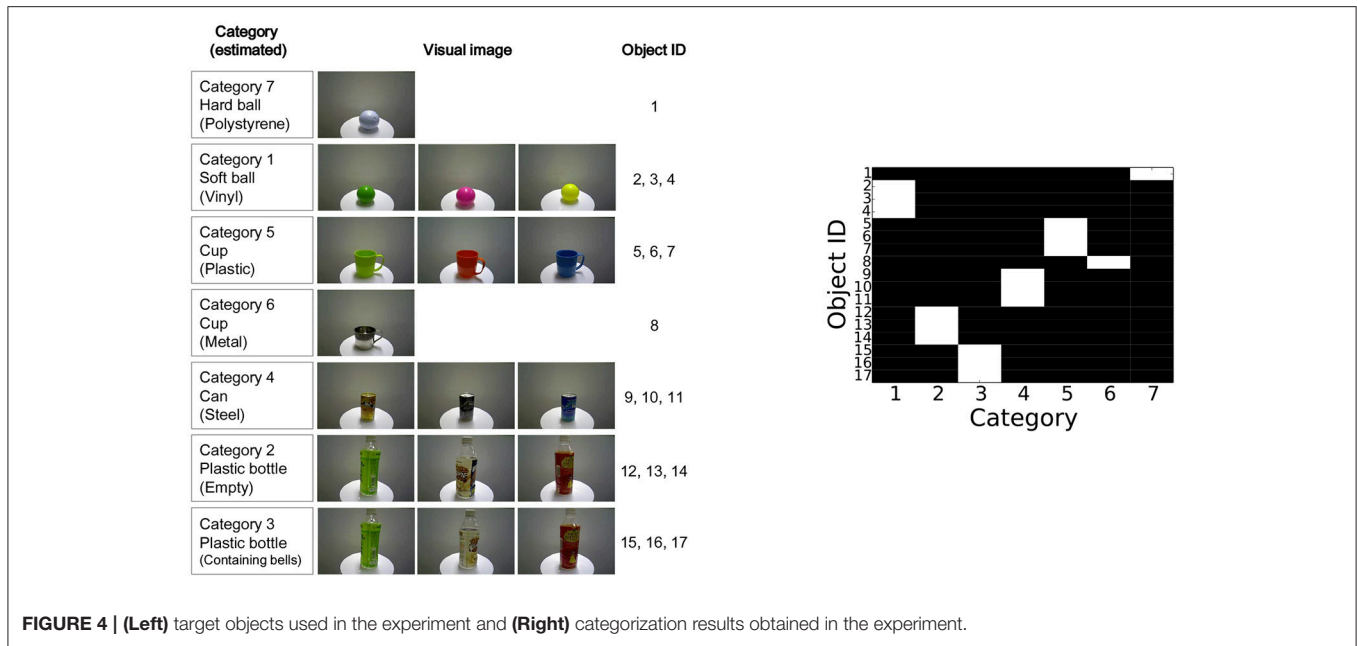 Category
(estimated)
Visual image
Object ID
Category 7
Hard ball
(Polystyrene)
1
Category 1
Soft ball
(Vinyl)
2, 3, 4
Category 5
Cup
(Plastic)
5, 6, 7
Category 6
Cup
(Metal)
8
Category 4
Can
(Steel)
9, 10, 11
Category 2
Plastic bottle
(Empty)
12, 13, 14
Category 3
Plastic bottle
(Containing bells)
15, 16, 17
Object ID
1
2
3
4
5
6
7
8
9
10
11
12
13
14
15
16
17
1 2 3 4 5 6 7
Category
FIGURE 4 | (Left) target objects used in the experiment and (Right) categorization results obtained in the experiment.